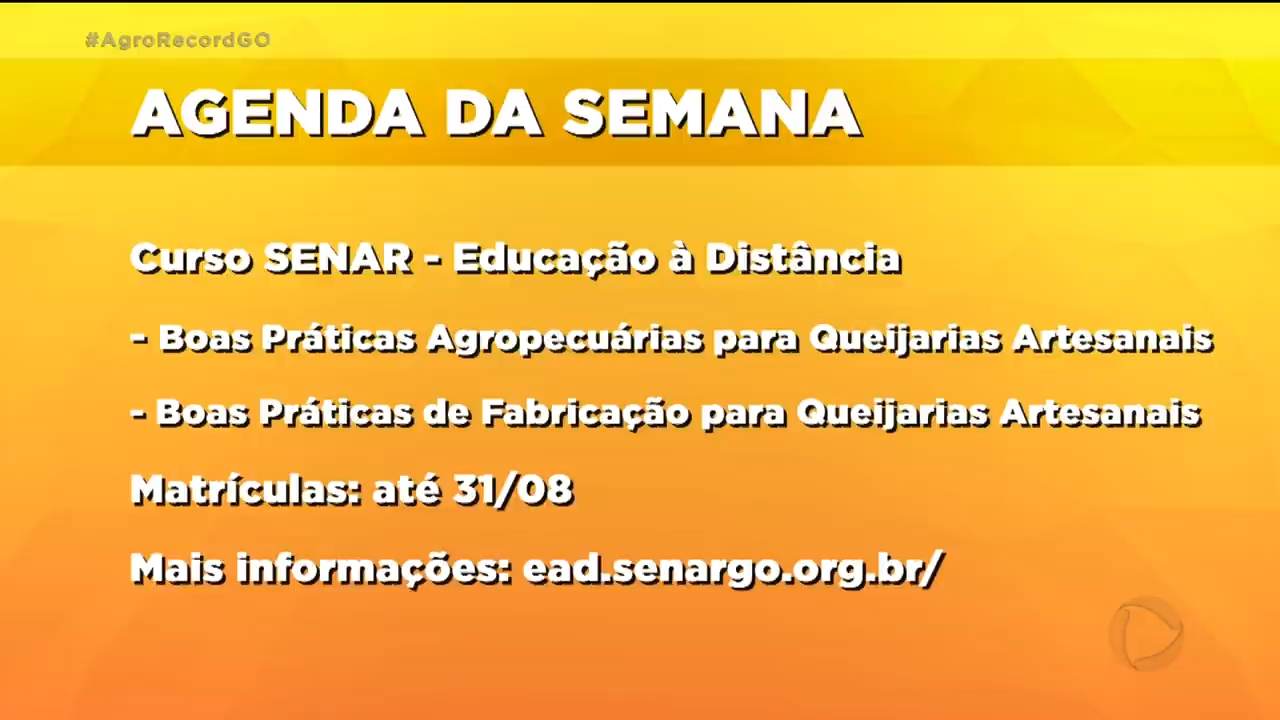 #AgroRecordGO
AGENDA DA SEMANA
Curso SENAR - Educação à Distância
- Boas Práticas Agropecuárias para Queijarias Artesanais
- Boas Práticas de Fabricação para Queijarias Artesanais
Matrículas: até 31/08
Mais informações: ead.senargo.org.br/